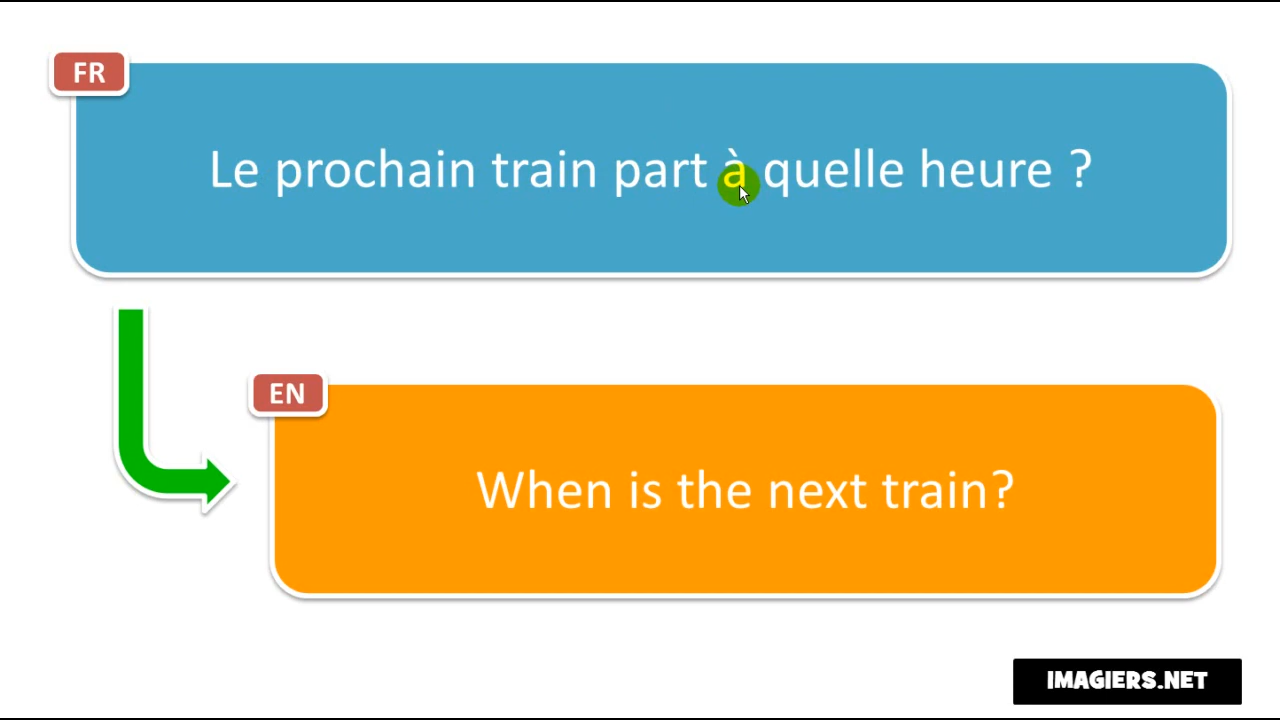 FR
Le prochain train part à quelle heure ?
EN
When is the next train?
IMAGIERS.NET